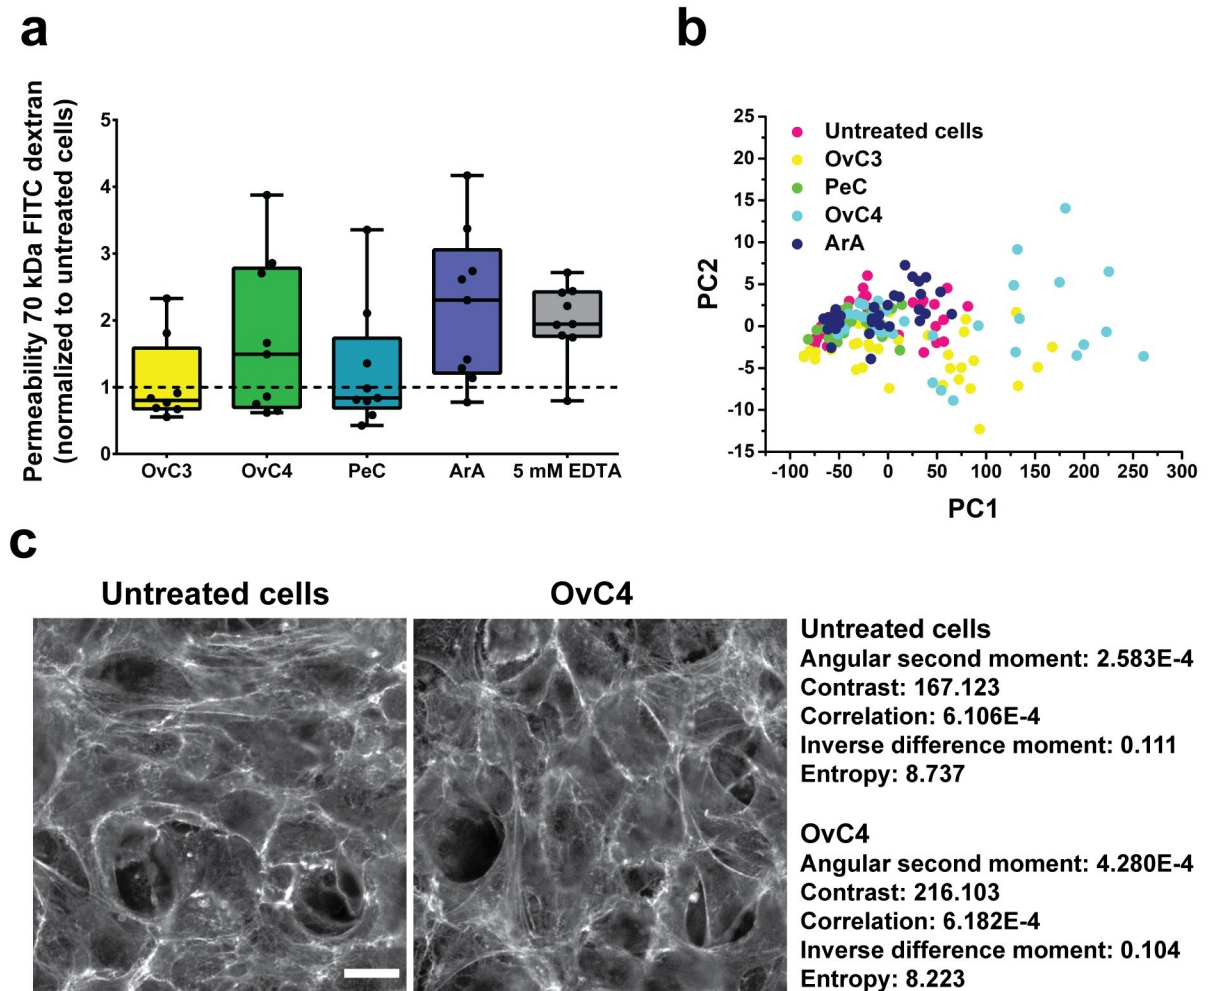 a
Permeability 70 kDa FITC dextran
(normalized to untreated cells)
5
4
3
2
1
0
OvC3 OvC4 PeC ArA 5 mM EDTA
b
PC2
25
20
15
10
5
0
-5
-10
-15
Untreated cells
OvC3
PeC
OvC4
ArA
-100 -50 0 50 100 150 200 250 300
PC1
c
Untreated cells
OvC4
Untreated cells
Angular second moment: 2.583E-4
Contrast: 167.123
Correlation: 6.106E-4
Inverse difference moment: 0.111
Entropy: 8.737
OvC4
Angular second moment: 4.280E-4
Contrast: 216.103
Correlation: 6.182E-4
Inverse difference moment: 0.104
Entropy: 8.223